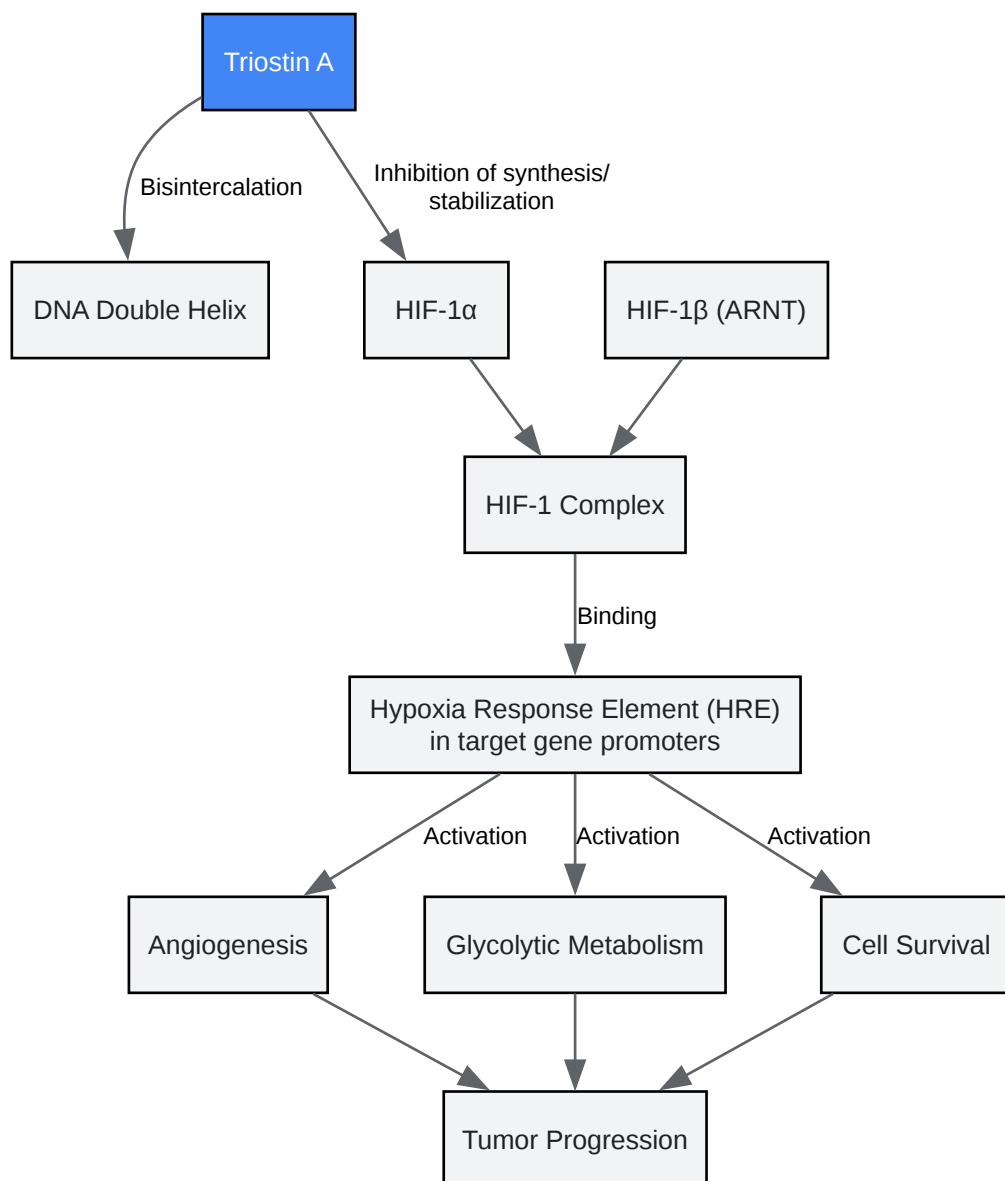 Triostin A
Bisintercalation
Inhibition of synthesis/
stabilization
DNA Double Helix
HIF-1α
HIF-1β (ARNT)
HIF-1 Complex
Binding
Hypoxia Response Element (HRE)
in target gene promoters
Activation
Activation
Activation
Angiogenesis
Glycolytic Metabolism
Cell Survival
Tumor Progression